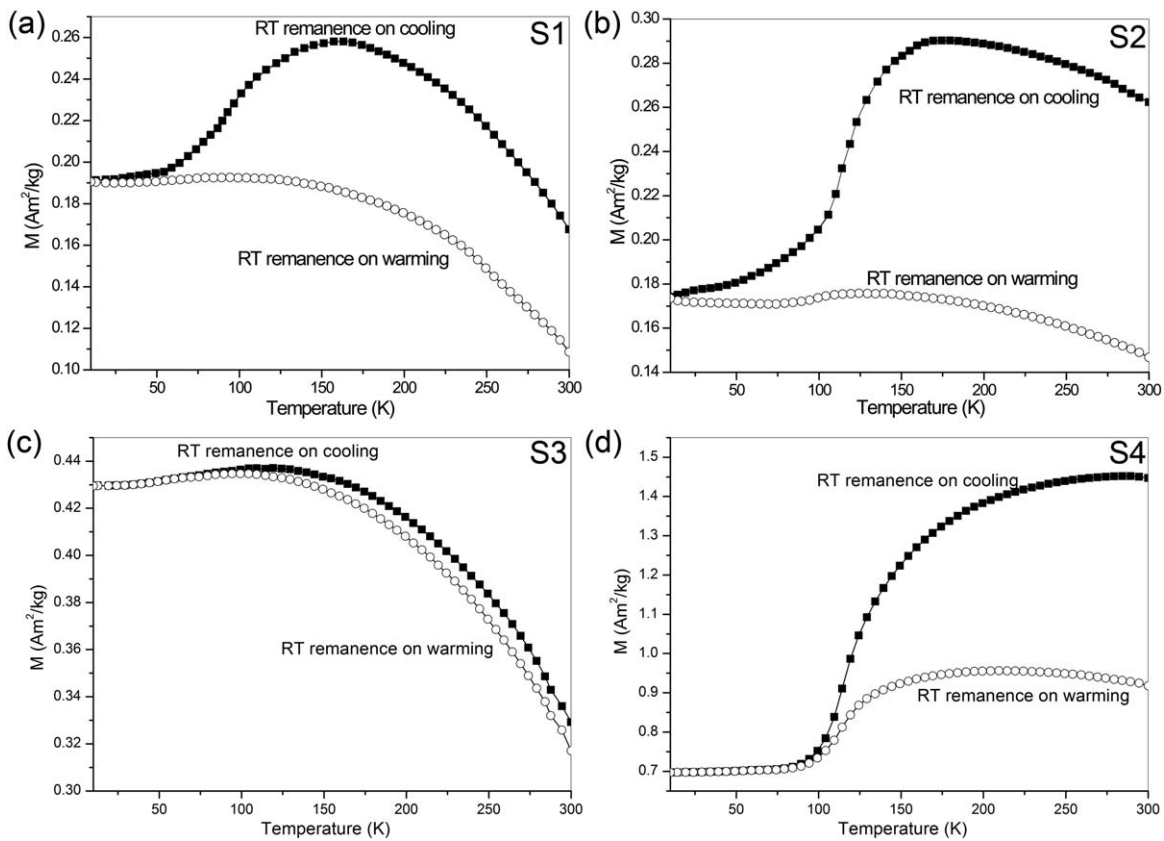 (a)
S1
RT remanence on cooling
RT remanence on warming
M (Am²/kg)
0.26
0.24
0.22
0.20
0.18
0.16
0.14
0.12
0.10
50
100
150
200
250
300
Temperature (K)
(b)
S2
RT remanence on cooling
RT remanence on warming
M (Am²/kg)
0.30
0.28
0.26
0.24
0.22
0.20
0.18
0.16
0.14
50
100
150
200
250
300
Temperature (K)
(c)
S3
RT remanence on cooling
RT remanence on warming
M (Am²/kg)
0.44
0.42
0.40
0.38
0.36
0.34
0.32
0.30
50
100
150
200
250
300
Temperature (K)
(d)
S4
RT remanence on cooling
RT remanence on warming
M (Am²/kg)
1.5
1.4
1.3
1.2
1.1
1.0
0.9
0.8
0.7
50
100
150
200
250
300
Temperature (K)